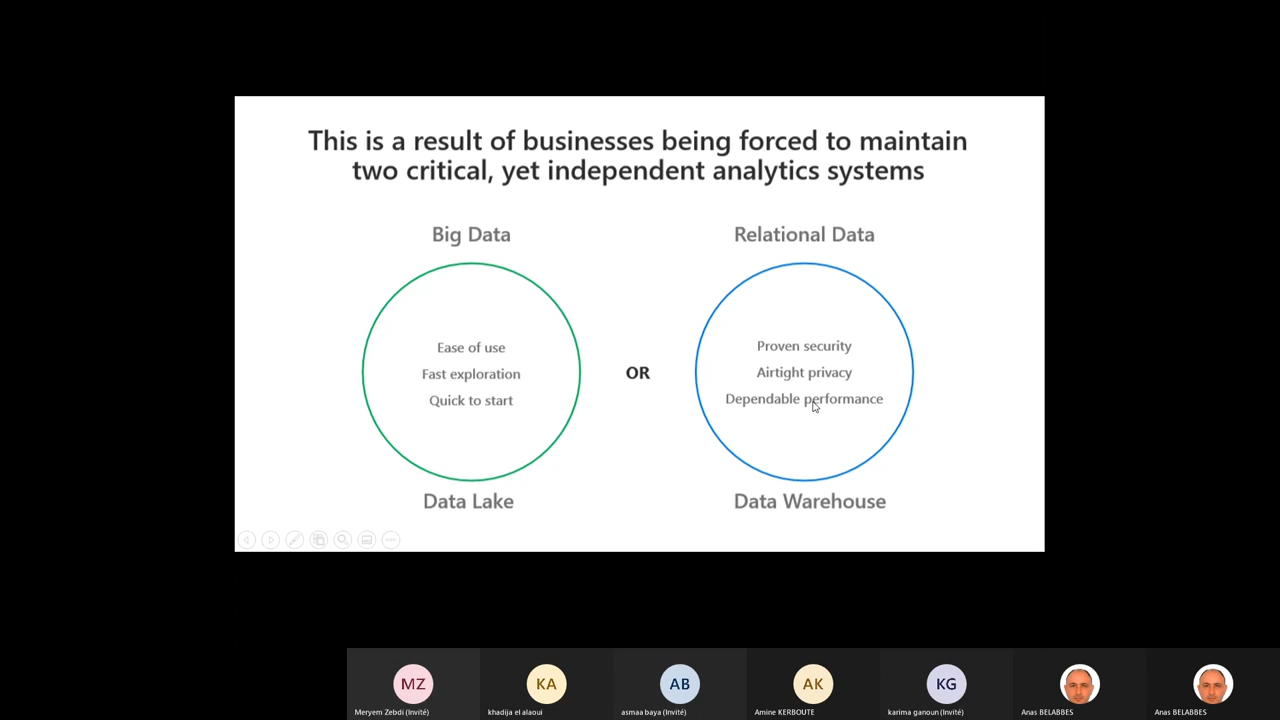 This is a result of businesses being forced to maintain
two critical, yet independent analytics systems
Big Data
Relational Data
Ease of use
Fast exploration
Quick to start
OR
Proven security
Airtight privacy
Dependable performance
Data Lake
Data Warehouse
MZ
KA
AB
AK
KG
Meryem Zebdi (Invité)
khadija el alaoui
asmaa baya (Invité)
Amine KERBOUTE
karima ganoun (Invité)
Anas BELABBES
Anas BELABBES